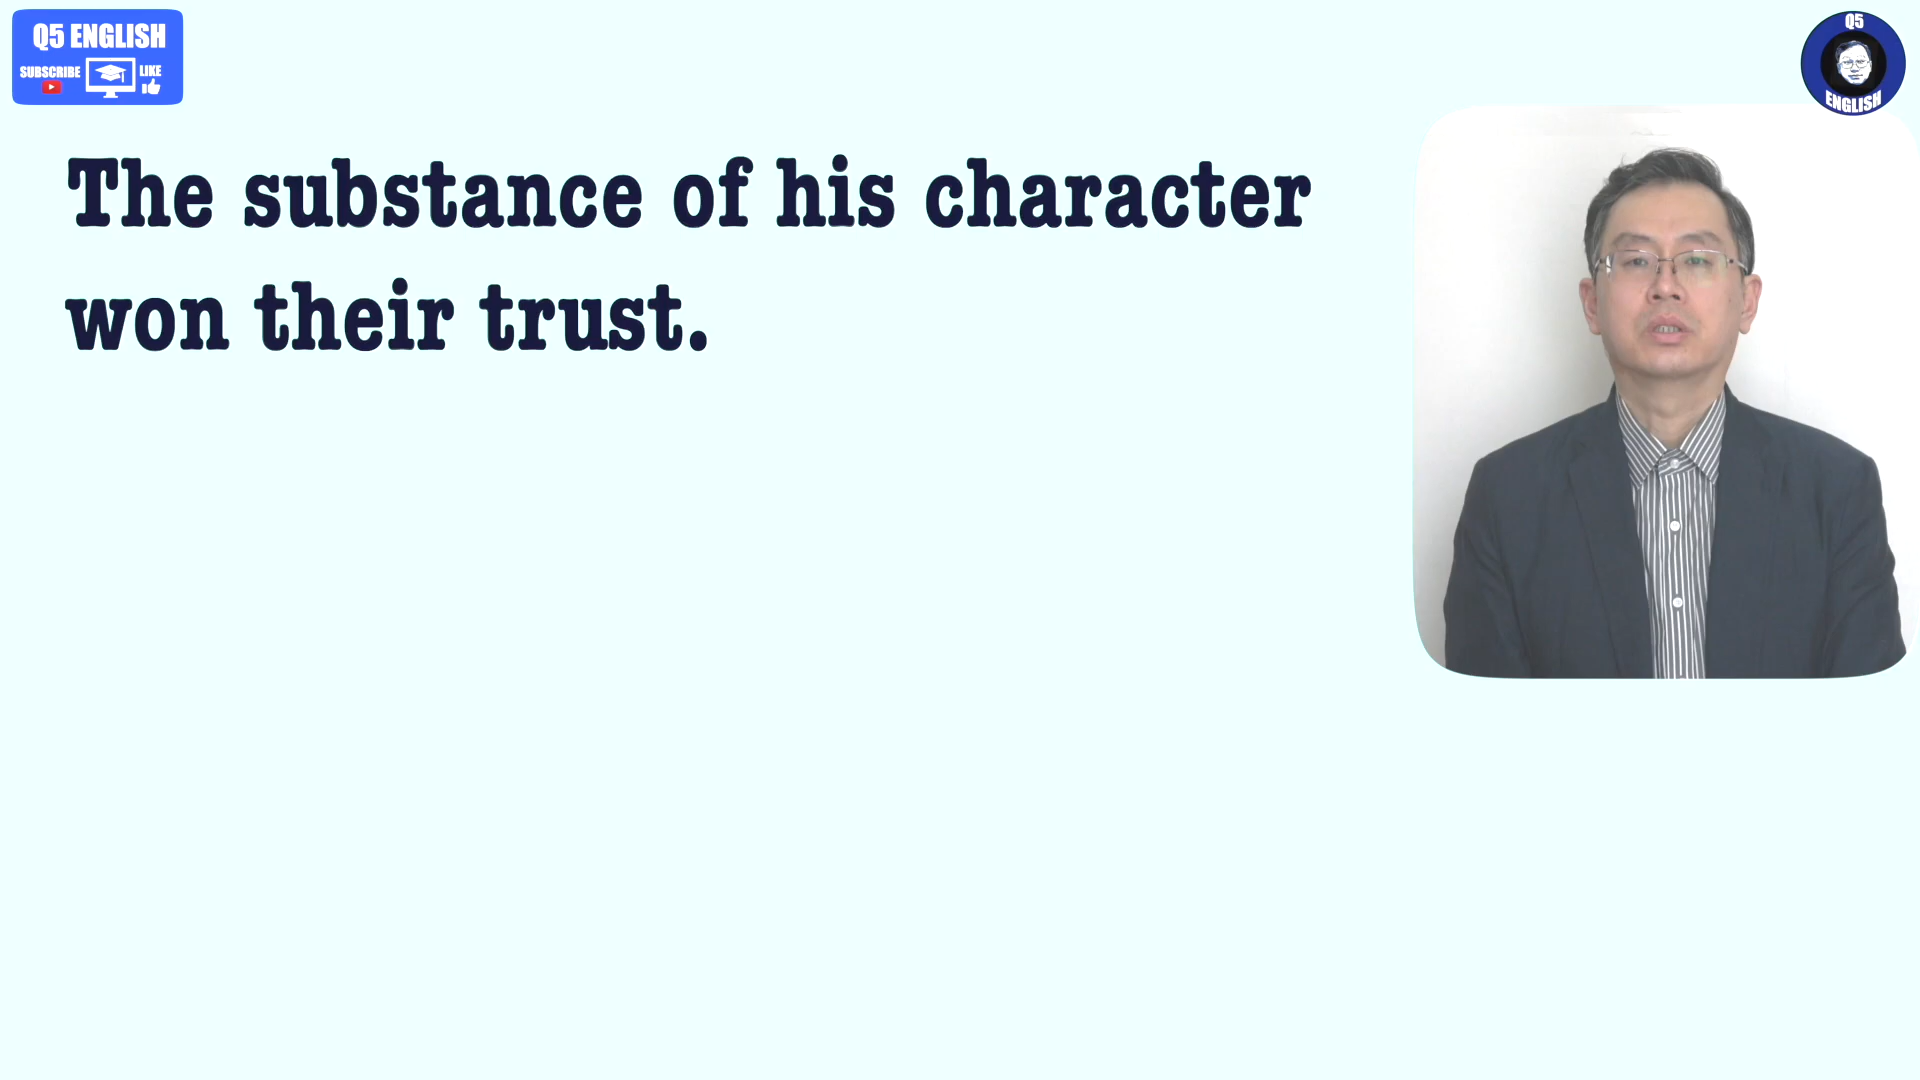 Q5 ENGLISH
SUBSCRIBE
LIKE
Q5
ENGLISH
The substance of his character
won their trust.